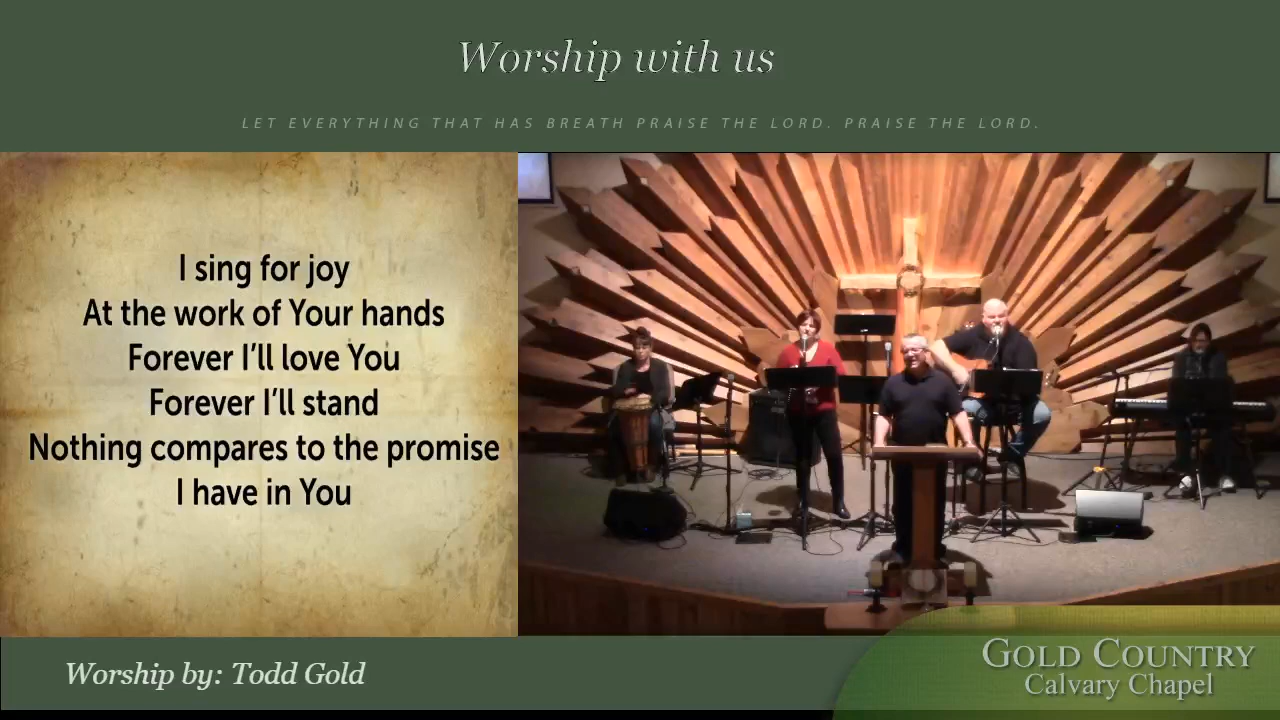 Worship with us
LET EVERYTHING THAT HAS BREATH PRAISE THE LORD. PRAISE THE LORD.
I sing for joy
At the work of Your hands
Forever I'll love You
Forever I'll stand
Nothing compares to the promise
I have in You
Worship by: Todd Gold
GOLD COUNTRY
Calvary Chapel